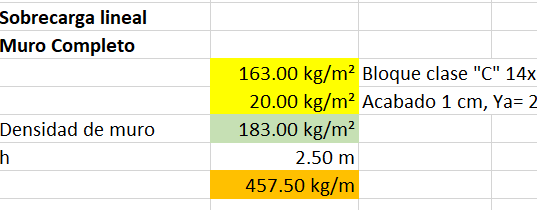 Sobrecarga lineal
Muro Completo
163.00 kg/m² Bloque clase "C" 14x
20.00 kg/m² Acabado 1 cm, Ya= 2
Densidad de muro 183.00 kg/m²
h 2.50 m
457.50 kg/m